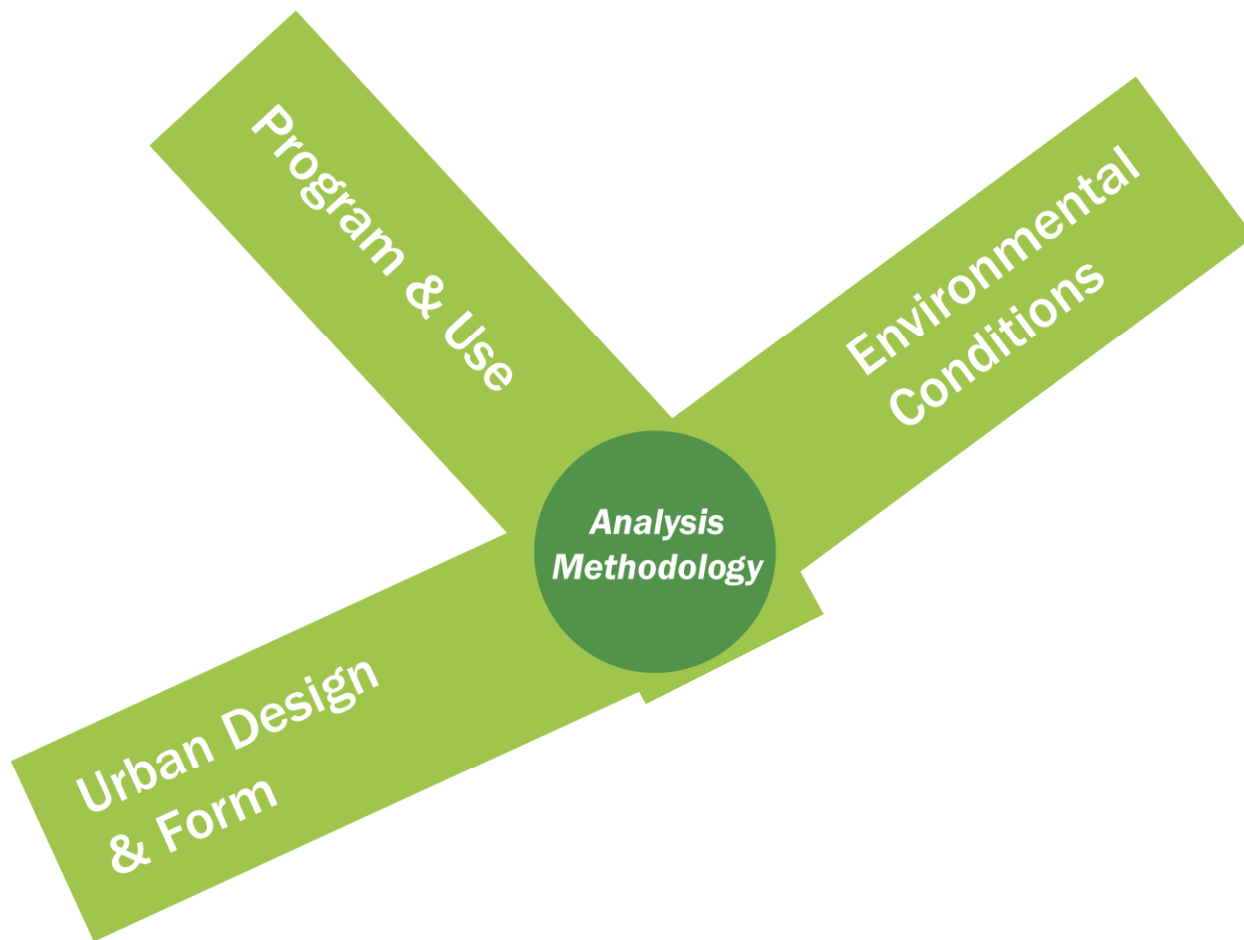 Program & Use
Environmental
Conditions
Analysis
Methodology
Urban Design
& Form